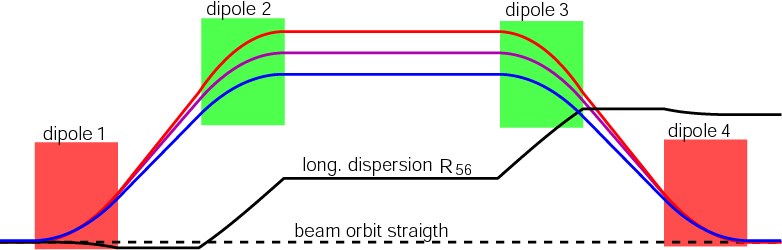 dipole 2
dipole 3
dipole 1
dipole 4
long. dispersion R56
beam orbit straigth